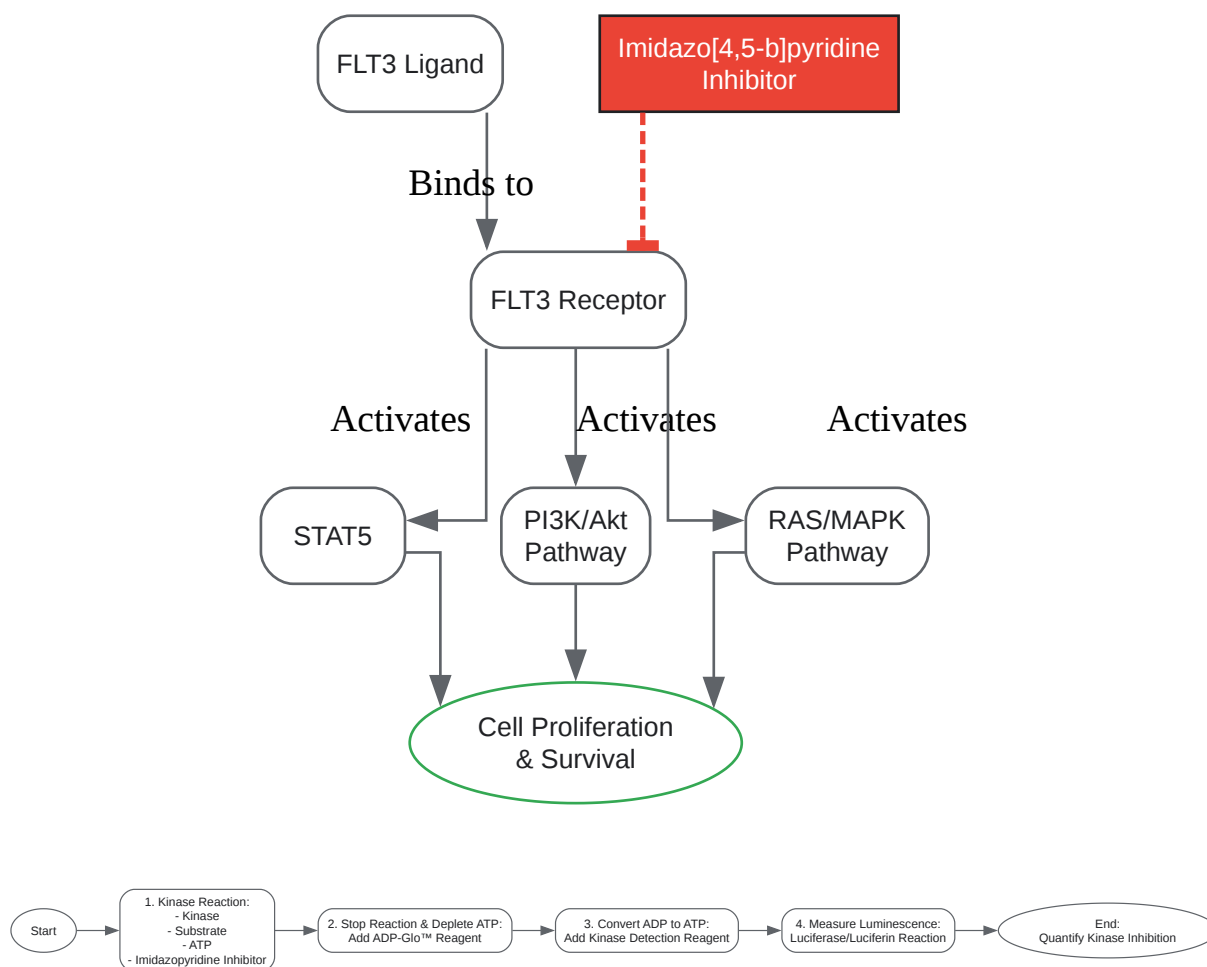 FLT3 Ligand
Imidazo[4,5-b]pyridine
Inhibitor
Binds to
FLT3 Receptor
Activates
Activates
Activates
STAT5
PI3K/Akt
Pathway
RAS/MAPK
Pathway
Cell Proliferation
& Survival
Start
1. Kinase Reaction:
- Kinase
- Substrate
- ATP
- Imidazopyridine Inhibitor
2. Stop Reaction & Deplete ATP:
Add ADP-Glo™ Reagent
3. Convert ADP to ATP:
Add Kinase Detection Reagent
4. Measure Luminescence:
Luciferase/Luciferin Reaction
End:
Quantify Kinase Inhibition